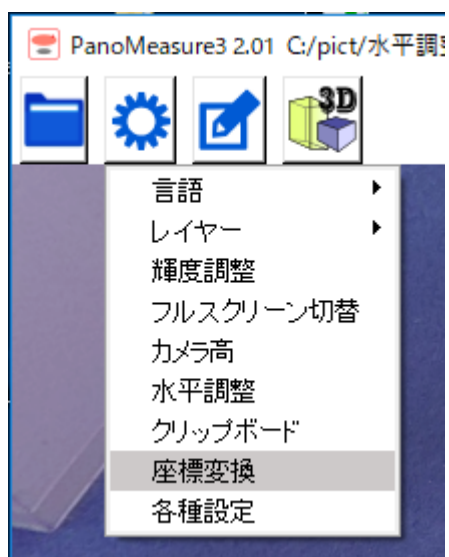 PanoMeasure3 2.01 C:/pict/水平調
3D
言語
レイヤー
輝度調整
フルスクリーン切替
カメラ高
水平調整
クリップボード
座標変換
各種設定